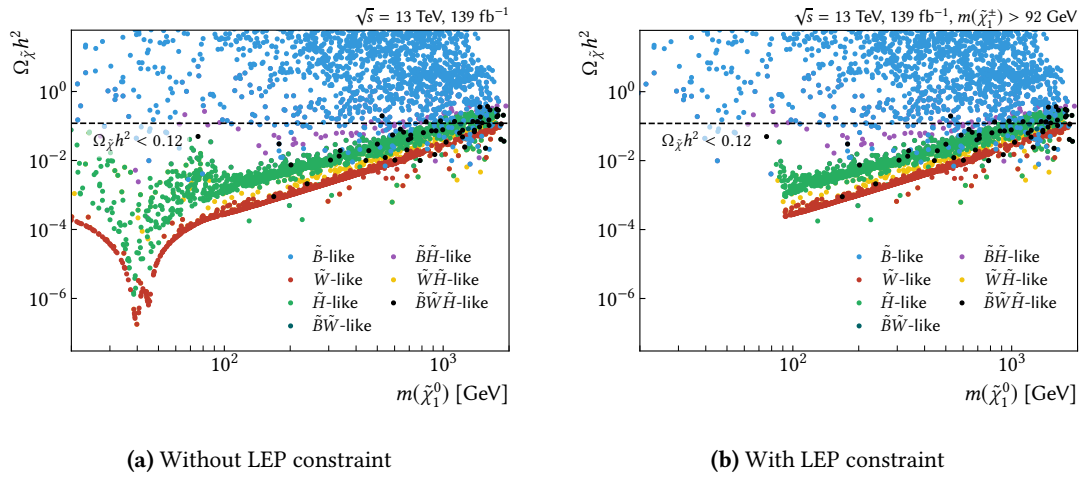 √s = 13 TeV, 139 fb⁻¹
Ω_χ̃ h²
10⁰
10⁻²
10⁻⁴
10⁻⁶
Ω_χ̃ h² < 0.12
B̃-like
W̃-like
H̃-like
B̃W̃-like
B̃H̃-like
W̃H̃-like
B̃W̃H̃-like
10²
10³
m(χ̃₁⁰) [GeV]
(a) Without LEP constraint
√s = 13 TeV, 139 fb⁻¹, m(χ̃₁±) > 92 GeV
Ω_χ̃ h²
10⁰
10⁻²
10⁻⁴
10⁻⁶
Ω_χ̃ h² < 0.12
B̃-like
W̃-like
H̃-like
B̃W̃-like
B̃H̃-like
W̃H̃-like
B̃W̃H̃-like
10²
10³
m(χ̃₁⁰) [GeV]
(b) With LEP constraint